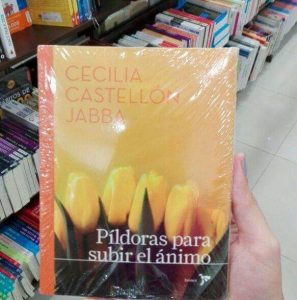 CECILIA
CASTELLÓN
JABBA
Píldoras para
subir el ánimo